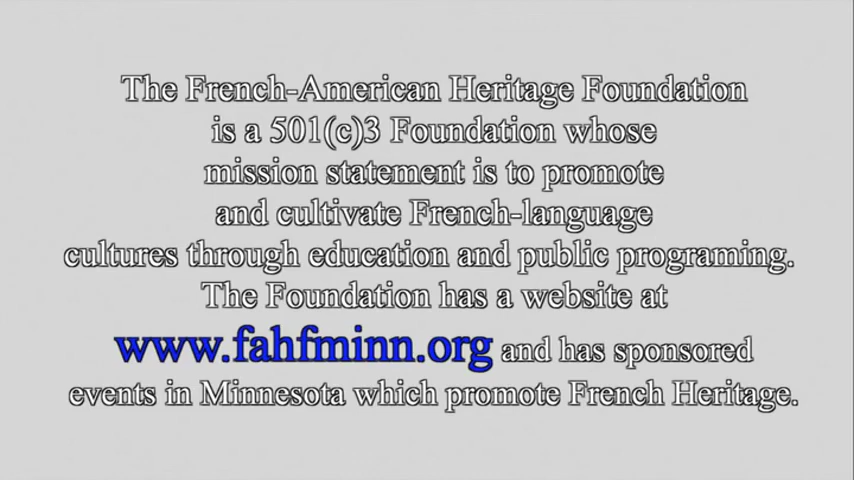 The French-American Heritage Foundation
is a 501(c)3 Foundation whose
mission statement is to promote
and cultivate French-language
cultures through education and public programing.
The Foundation has a website at
www.fahfminn.org and has sponsored
events in Minnesota which promote French Heritage.